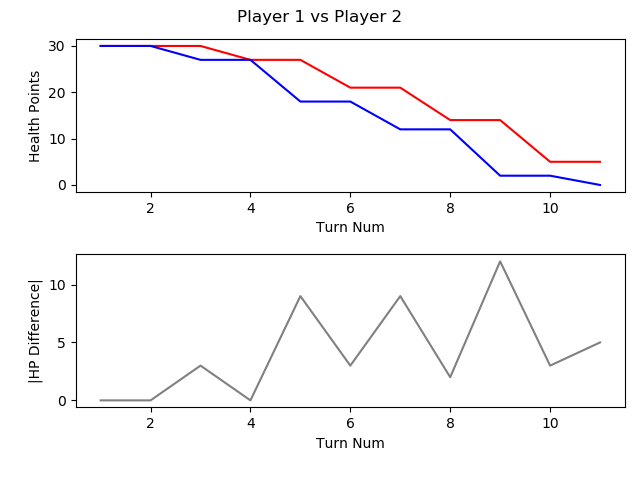 Player 1 vs Player 2
30
20
10
0
Health Points
2 4 6 8 10
Turn Num
10
5
0
|HP Difference|
2 4 6 8 10
Turn Num